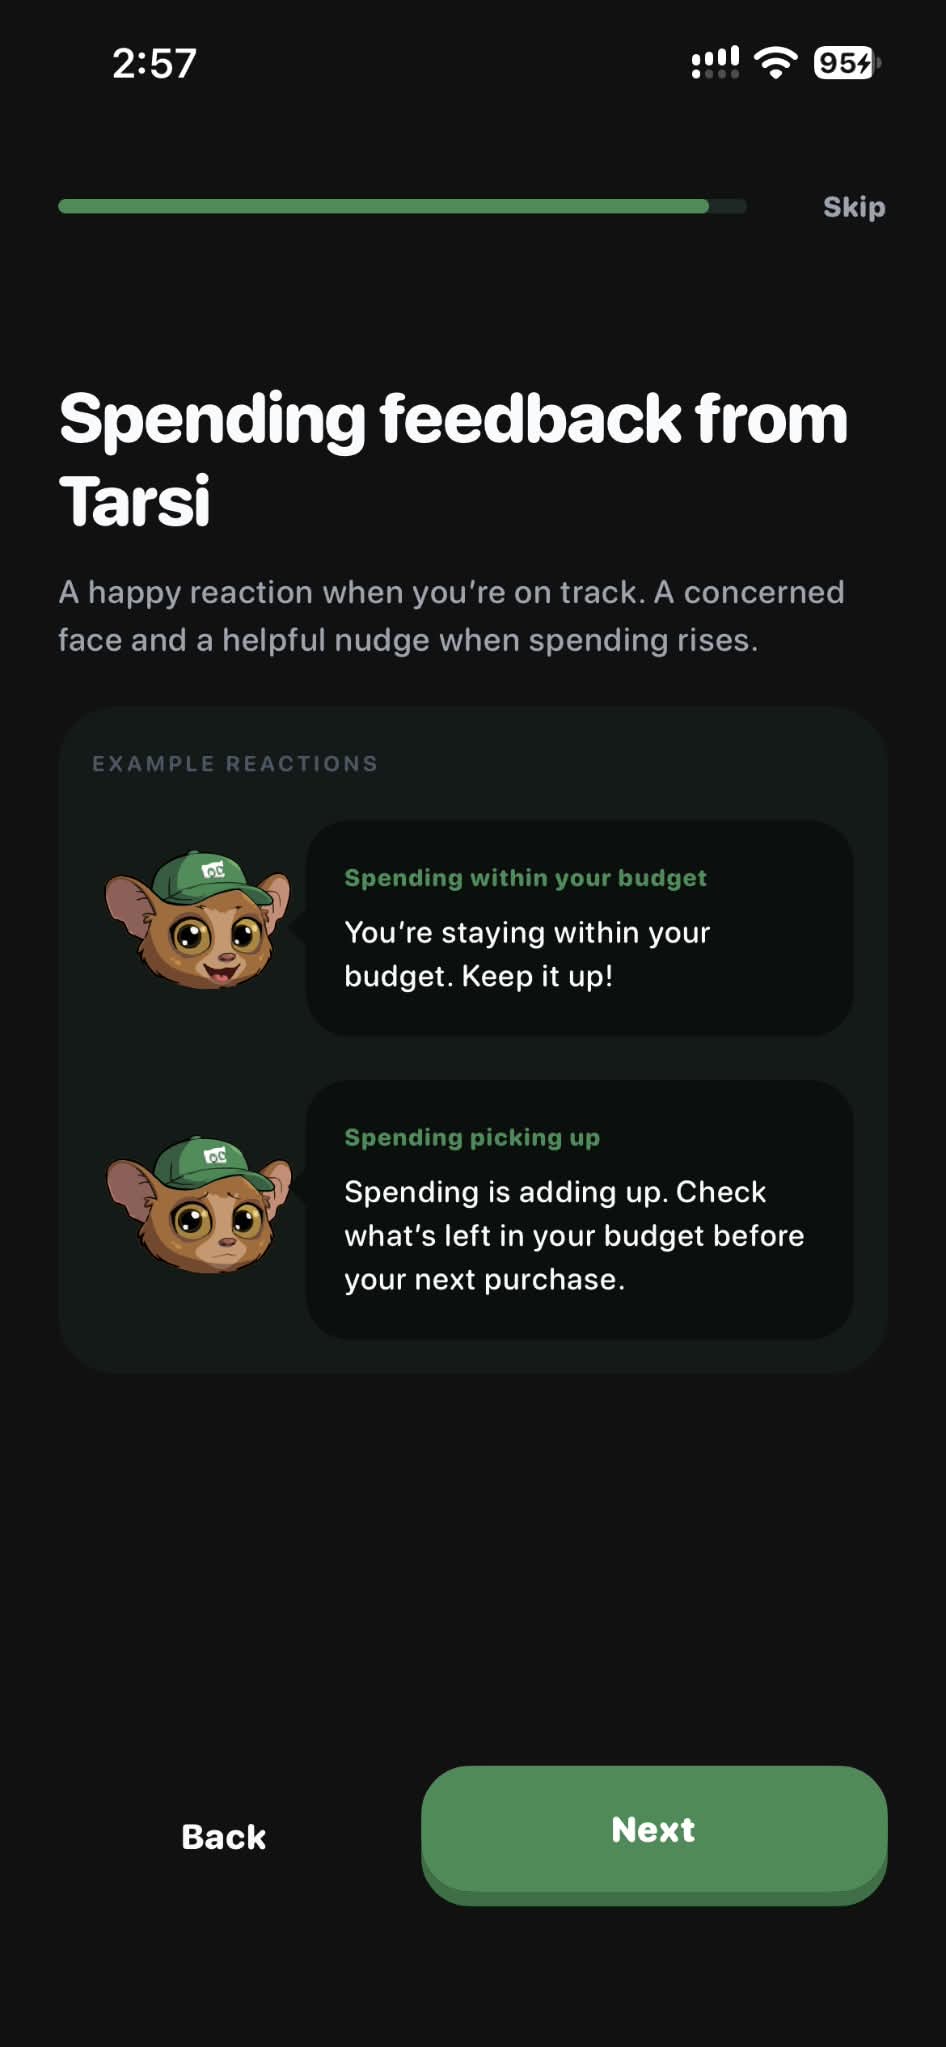 2:57
95
Skip
Spending feedback from
Tarsi
A happy reaction when you’re on track. A concerned
face and a helpful nudge when spending rises.
EXAMPLE REACTIONS
Spending within your budget
You’re staying within your
budget. Keep it up!
Spending picking up
Spending is adding up. Check
what’s left in your budget before
your next purchase.
Back
Next